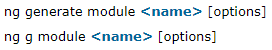 ng generate module <name> [options]
ng g module <name> [options]